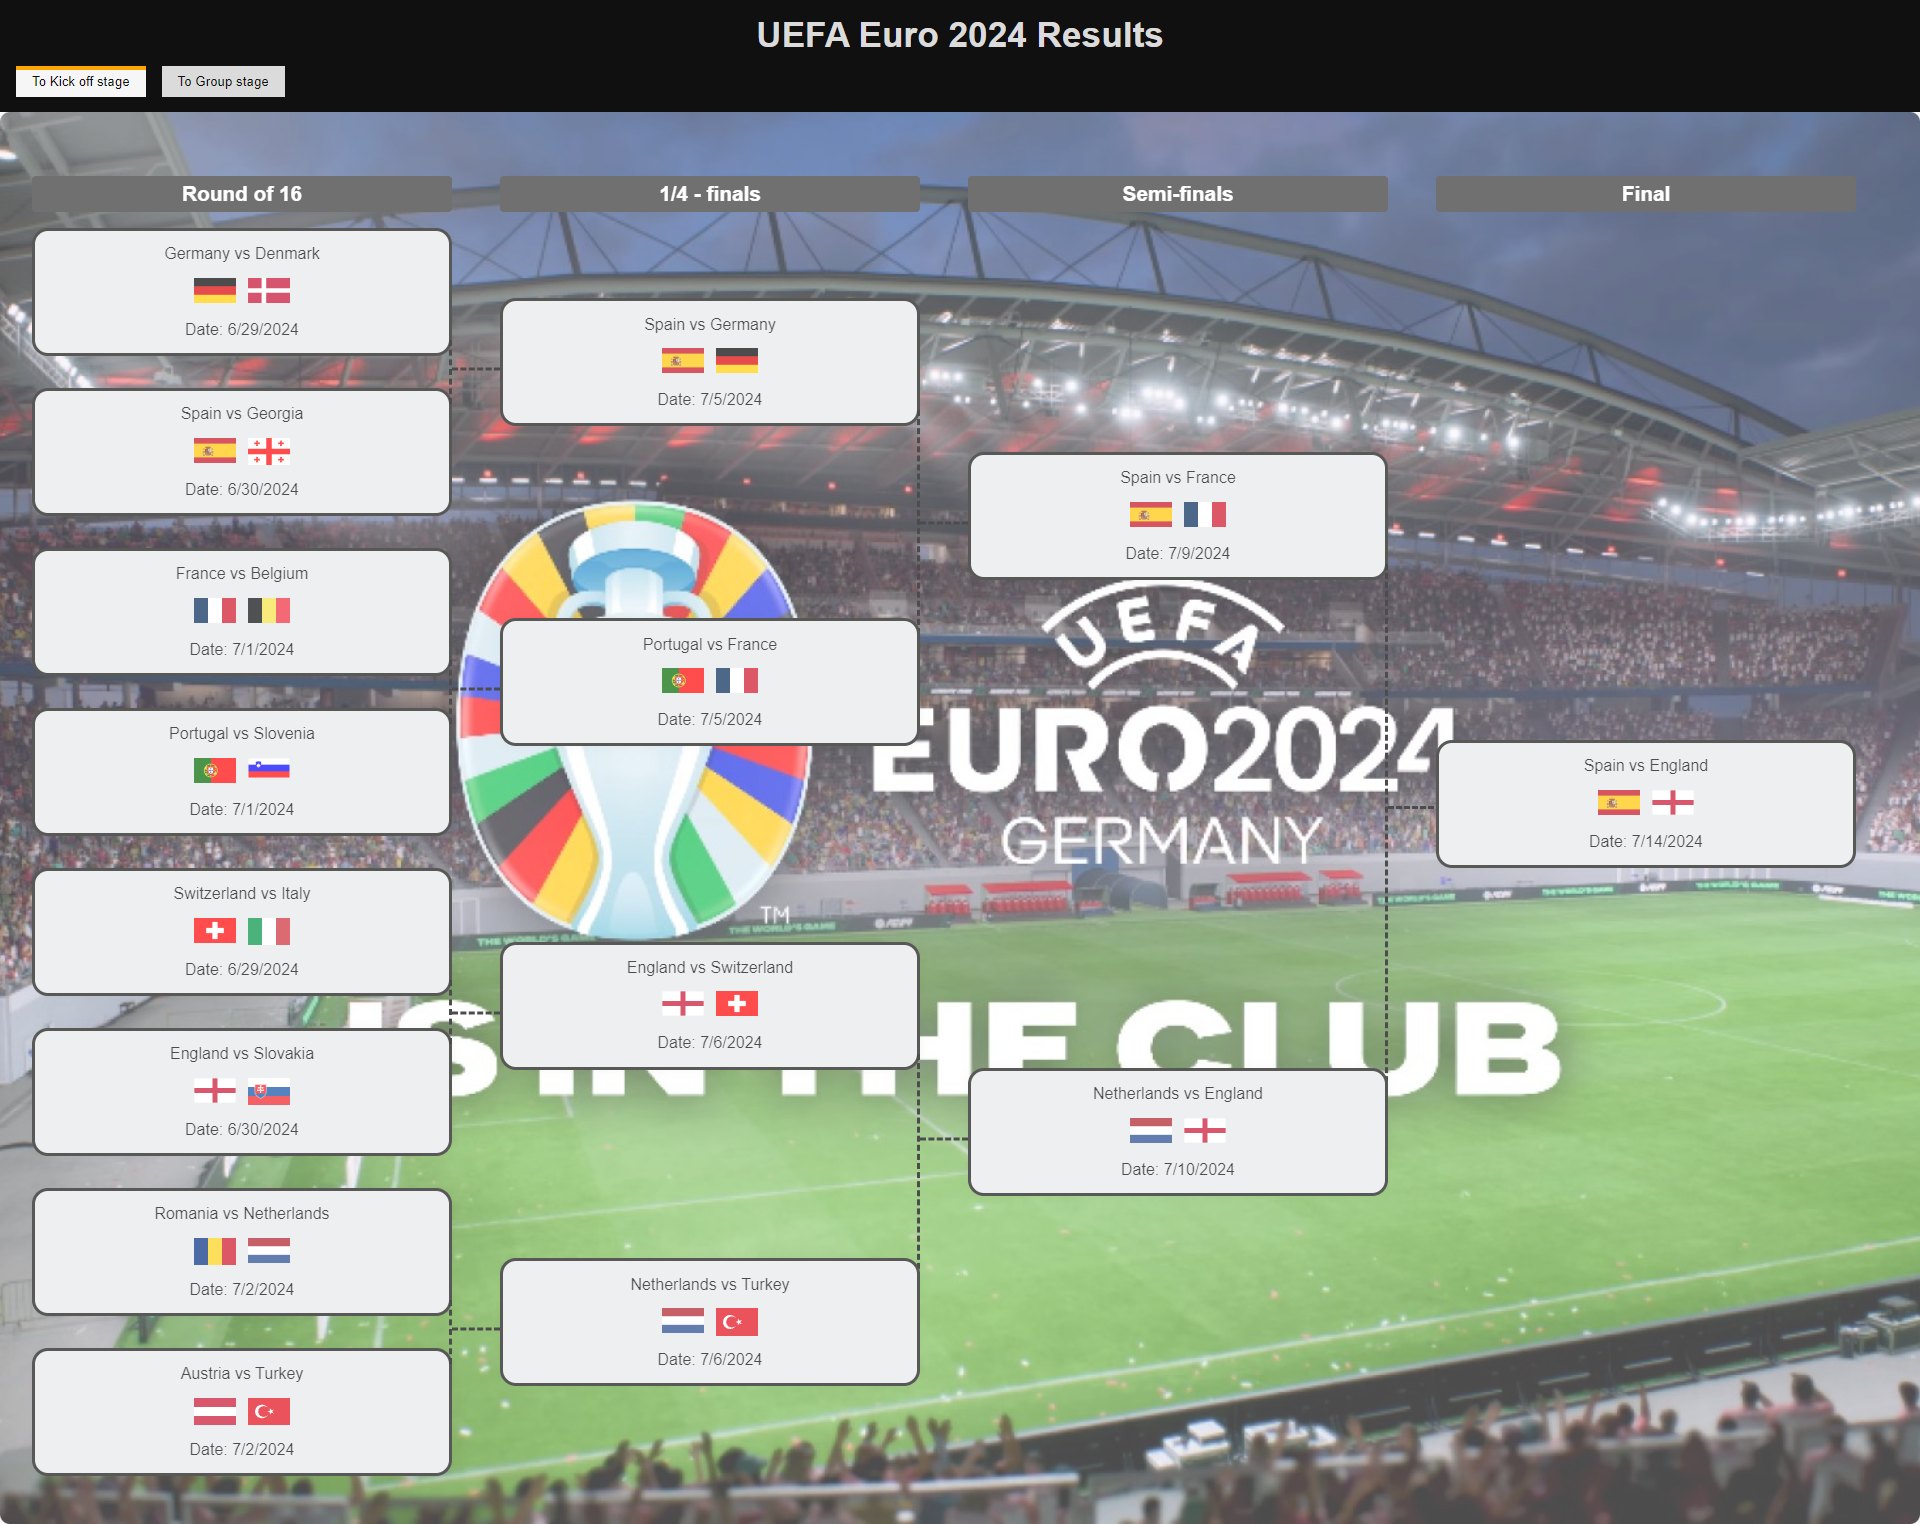 UEFA Euro 2024 Results
To Kick off stage
To Group stage
Round of 16
Germany vs Denmark
Date: 6/29/2024
Spain vs Georgia
Date: 6/30/2024
France vs Belgium
Date: 7/1/2024
Portugal vs Slovenia
Date: 7/1/2024
Switzerland vs Italy
Date: 6/29/2024
England vs Slovakia
Date: 6/30/2024
Romania vs Netherlands
Date: 7/2/2024
Austria vs Turkey
Date: 7/2/2024
1/4 - finals
Spain vs Germany
Date: 7/5/2024
Portugal vs France
Date: 7/5/2024
England vs Switzerland
Date: 7/6/2024
Netherlands vs Turkey
Date: 7/6/2024
Semi-finals
Spain vs France
Date: 7/9/2024
Netherlands vs England
Date: 7/10/2024
Final
Spain vs England
Date: 7/14/2024
UEFA
EURO2024
GERMANY
TM
IS IN THE CLUB